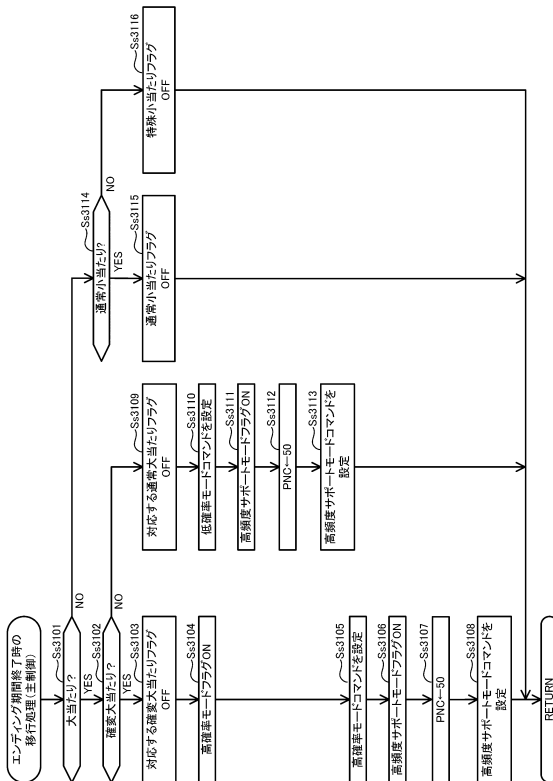 エンディング期間終了時の
移行処理(主制御)
Ss3101
大当たり?
NO
YES
Ss3102
確変大当たり?
NO
YES
Ss3103
対応する確変大当たりフラグ
OFF
Ss3104
高確率モードフラグON
Ss3105
高確率モードコマンドを設定
Ss3106
高頻度サポートモードフラグON
Ss3107
PNC←50
Ss3108
高頻度サポートモードコマンドを
設定
RETURN
Ss3109
対応する通常大当たりフラグ
OFF
Ss3110
低確率モードコマンドを設定
Ss3111
高頻度サポートモードフラグON
Ss3112
PNC←50
Ss3113
高頻度サポートモードコマンドを
設定
Ss3114
通常小当たり?
NO
YES
Ss3115
通常小当たりフラグ
OFF
Ss3116
特殊小当たりフラグ
OFF